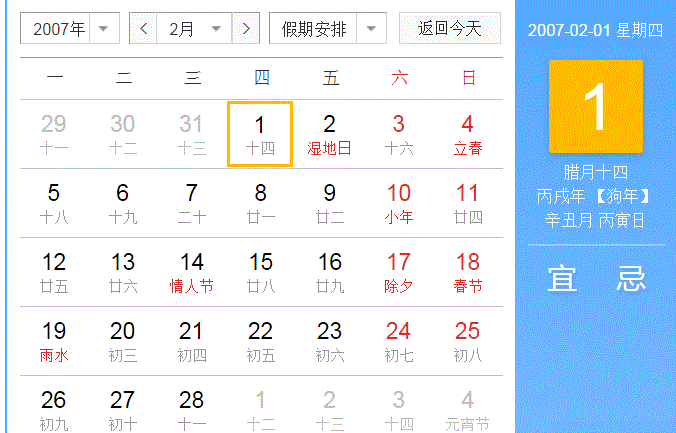 2007年 2月 假期安排 返回今天
一 二 三 四 五 六 日
29 30 31 1 2 3 4
十一 十二 十三 十四 湿地日 十六 立春
5 6 7 8 9 10 11
十八 十九 二十 廿一 廿二 小年 廿四
12 13 14 15 16 17 18
廿五 廿六 情人节 廿八 廿九 除夕 春节
19 20 21 22 23 24 25
雨水 初三 初四 初五 初六 初七 初八
26 27 28 1 2 3 4
初九 初十 十一 十二 十三 十四 元宵节
2007-02-01 星期四
1
腊月十四
丙戌年 【狗年】
辛丑月 丙寅日
宜 忌